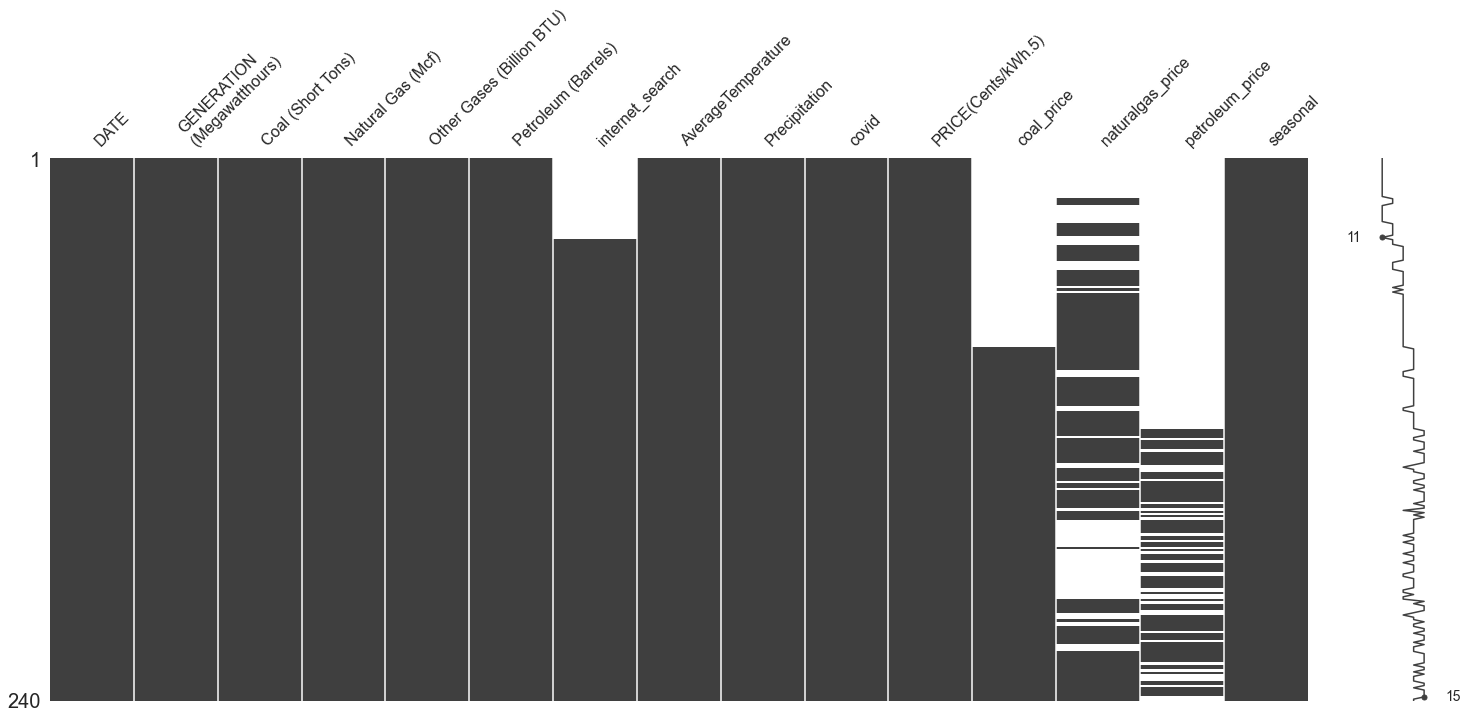 DATE
GENERATION
(Megawatthours)
Coal (Short Tons)
Natural Gas (Mcf)
Other Gases (Billion BTU)
Petroleum (Barrels)
internet_search
AverageTemperature
Precipitation
covid
PRICE(Cents/kWh.5)
coal_price
naturalgas_price
petroleum_price
seasonal
1
11
240
15